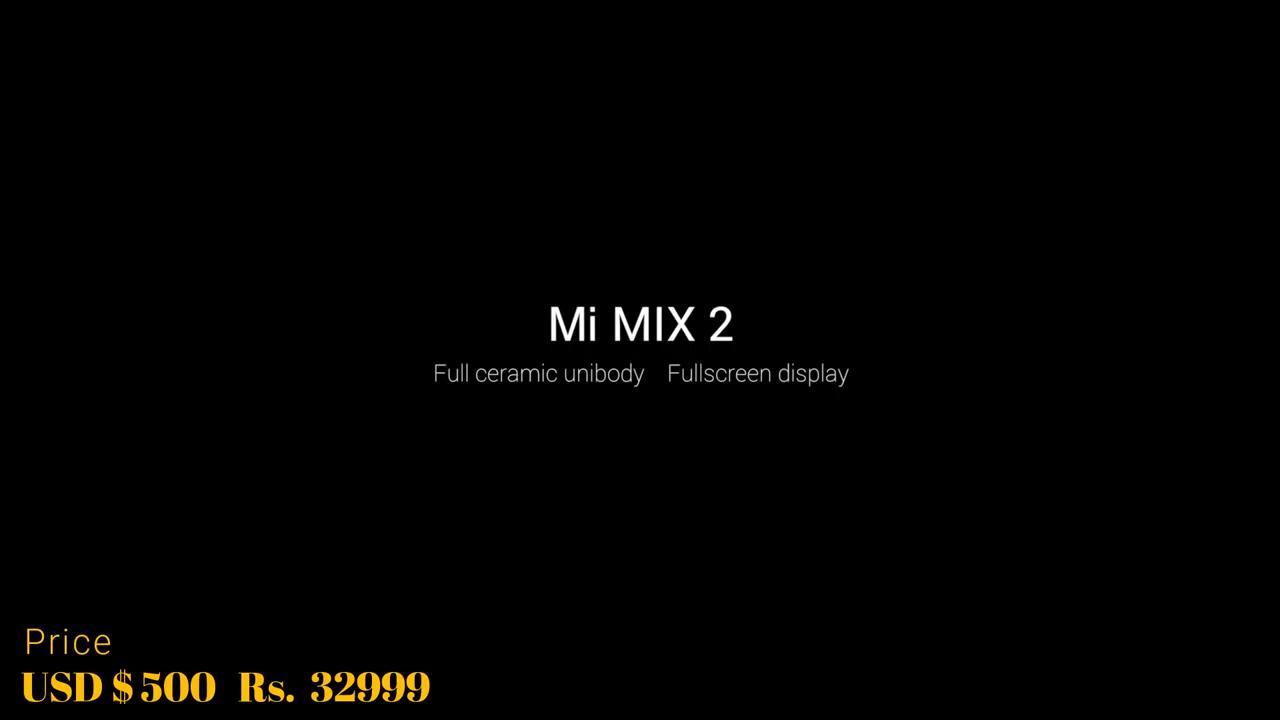 Mi MIX 2
Full ceramic unibody Fullscreen display
Price
USD $ 500 Rs. 32999